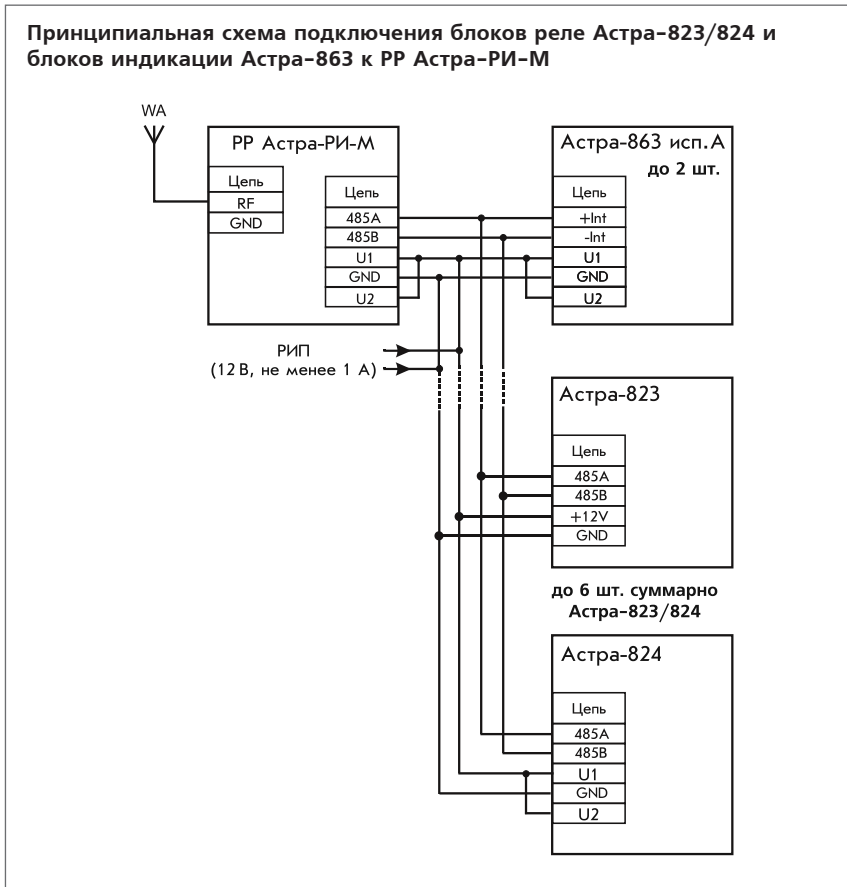 Принципиальная схема подключения блоков реле Астра-823/824 и
блоков индикации Астра-863 к РР Астра-РИ-М
WA
РР Астра-РИ-М
Цепь
RF
GND
Цепь
485A
485B
U1
GND
U2
Астра-863 исп.А
до 2 шт.
Цепь
+Int
-Int
U1
GND
U2
РИП
(12 В, не менее 1 А)
Астра-823
Цепь
485A
485B
+12V
GND
до 6 шт. суммарно
Астра-823/824
Астра-824
Цепь
485A
485B
U1
GND
U2